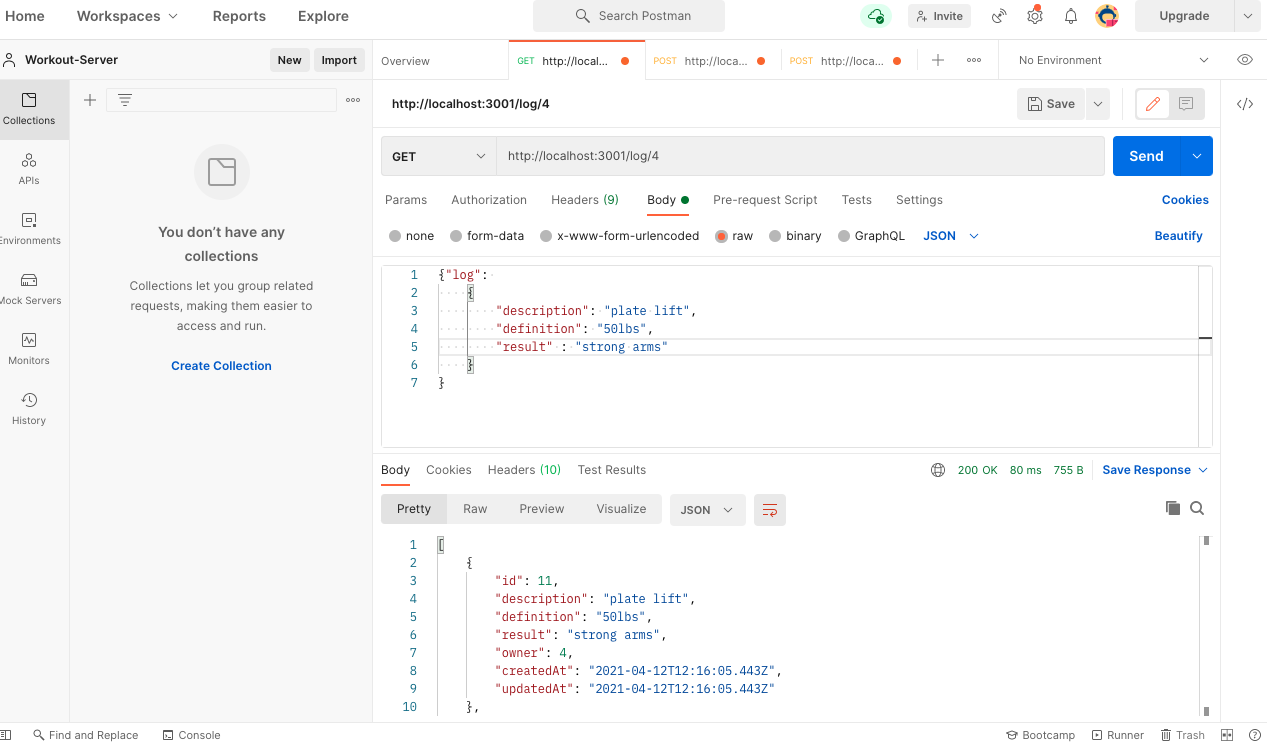 Home Workspaces Reports Explore Search Postman Invite Upgrade
Workout-Server New Import Overview GET http://local... POST http://loca... POST http://loca... No Environment
Collections
APIs
Environments
Mock Servers
Monitors
History
You don’t have any
collections
Collections let you group related
requests, making them easier to
access and run.
Create Collection
http://localhost:3001/log/4 Save
GET http://localhost:3001/log/4 Send
Params Authorization Headers (9) Body Pre-request Script Tests Settings Cookies
none form-data x-www-form-urlencoded raw binary GraphQL JSON Beautify
1 {"log":
2 {
3 "description": "plate lift",
4 "definition": "50lbs",
5 "result" : "strong arms"
6 }
7 }
Body Cookies Headers (10) Test Results 200 OK 80 ms 755 B Save Response
Pretty Raw Preview Visualize JSON
1 [
2 {
3 "id": 11,
4 "description": "plate lift",
5 "definition": "50lbs",
6 "result": "strong arms",
7 "owner": 4,
8 "createdAt": "2021-04-12T12:16:05.443Z",
9 "updatedAt": "2021-04-12T12:16:05.443Z"
10 },
Find and Replace Console Bootcamp Runner Trash